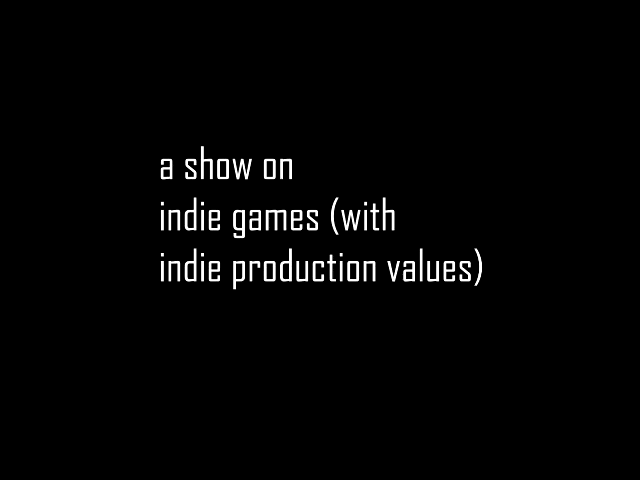 a show on
indie games (with
indie production values)